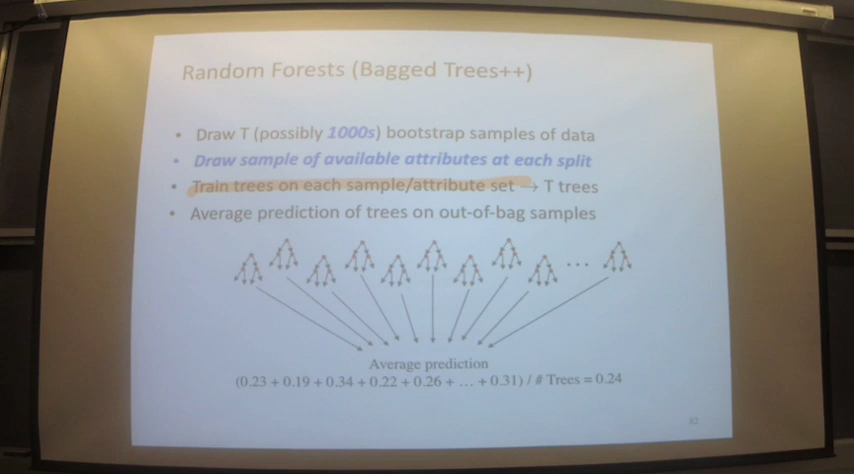 Random Forests (Bagged Trees++)
• Draw T (possibly 1000s) bootstrap samples of data
• Draw sample of available attributes at each split
• Train trees on each sample/attribute set → T trees
• Average prediction of trees on out-of-bag samples
...
Average prediction
(0.23 + 0.19 + 0.34 + 0.22 + 0.26 + … + 0.31) / # Trees = 0.24